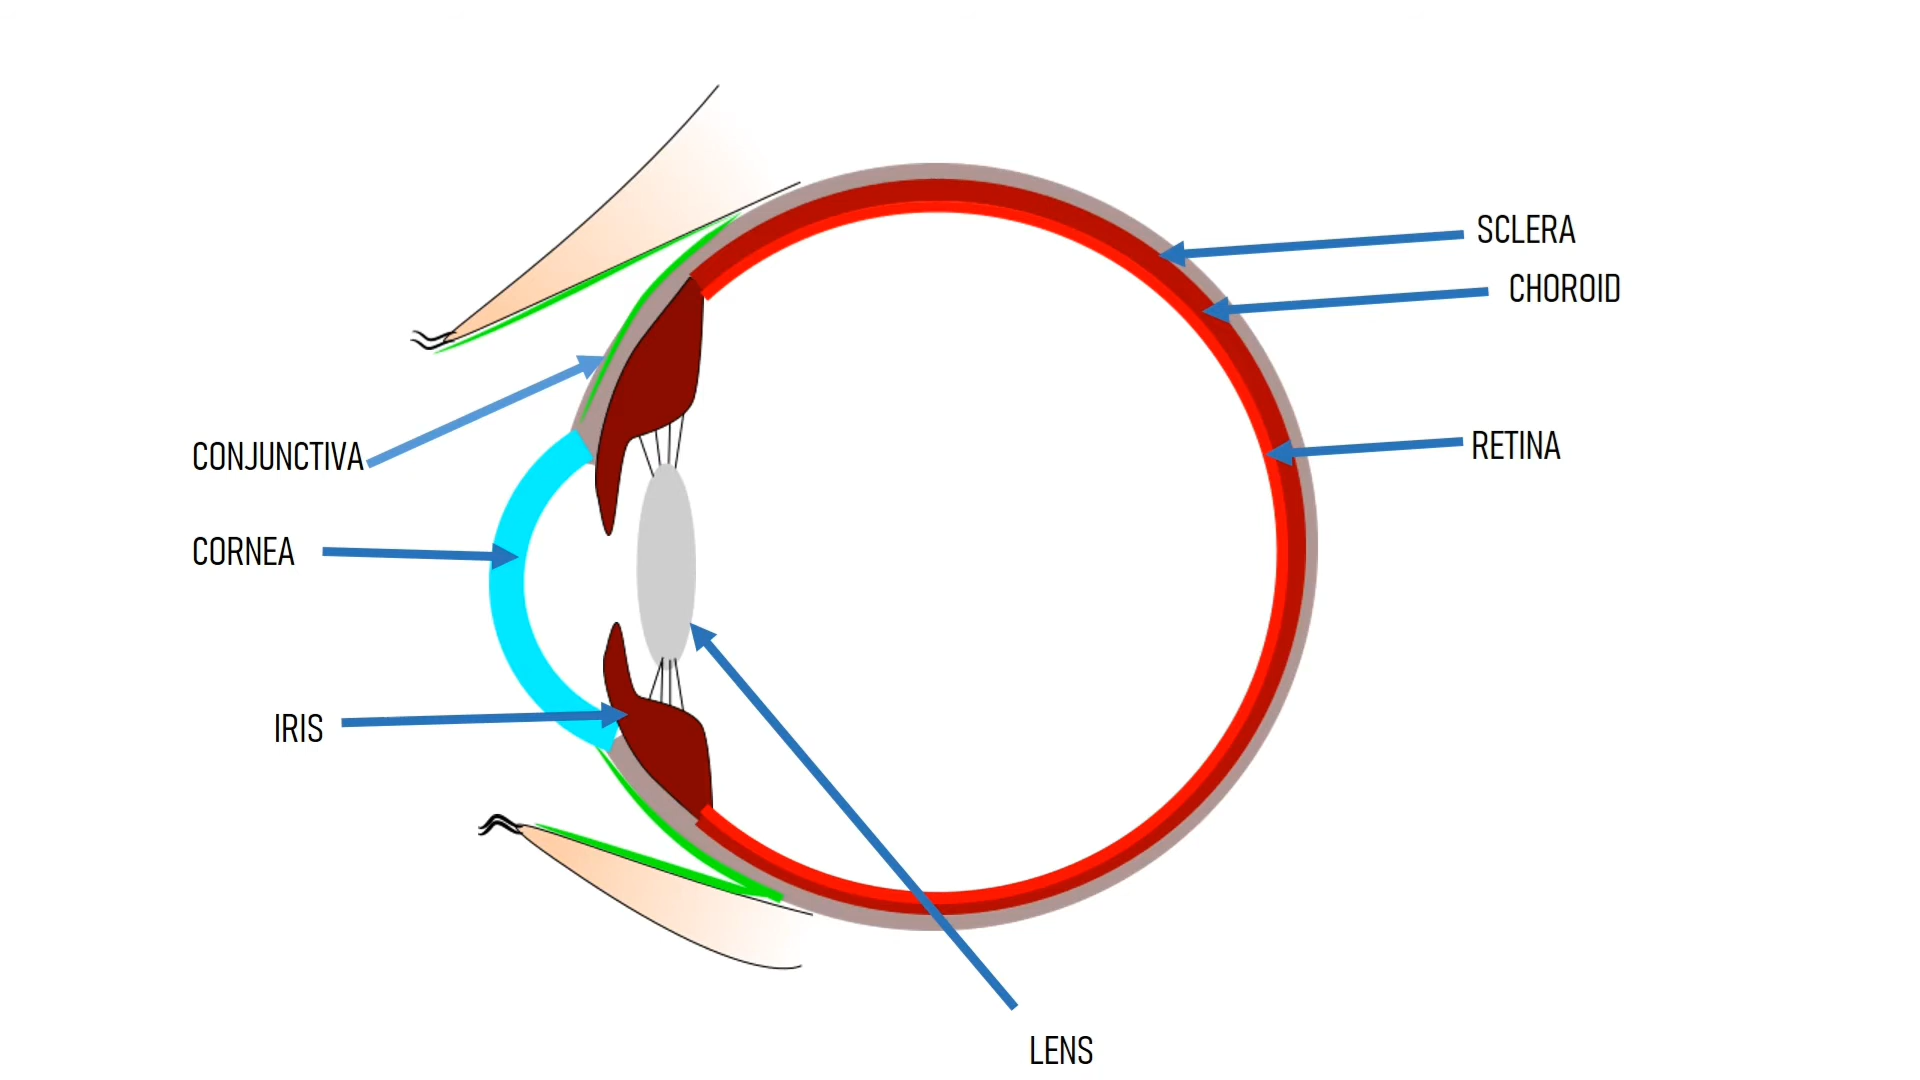 SCLERA
CHOROID
RETINA
CONJUNCTIVA
CORNEA
IRIS
LENS